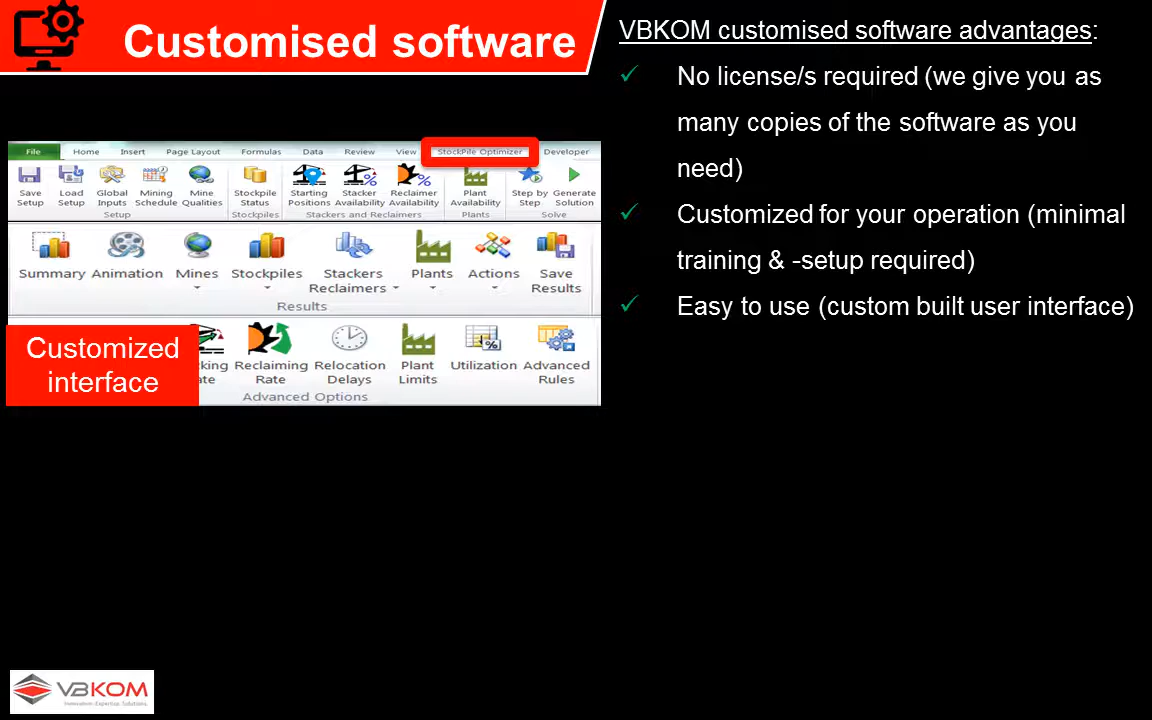 Customised software
VBKOM customised software advantages:
No license/s required (we give you as
many copies of the software as you
need)
Customized for your operation (minimal
training & -setup required)
Easy to use (custom built user interface)
File Home Insert Page Layout Formulas Data Review View StockPile Optimizer Developer
Save Load Global Mining Mine Stockpile Starting Stacker Reclaimer Plant Step by Generate
Setup Setup Inputs Schedule Qualities Status Positions Availability Availability Availability Step Solution
Setup Stockpiles Stackers and Reclaimers Plants Solve
Summary Animation Mines Stockpiles Stackers Plants Actions Save
Reclaimers Results
Results
Customized
interface
king Reclaiming Relocation Plant Utilization Advanced
ate Rate Delays Limits Rules
Advanced Options
VBKOM
Innovation. Expertise. Solutions.